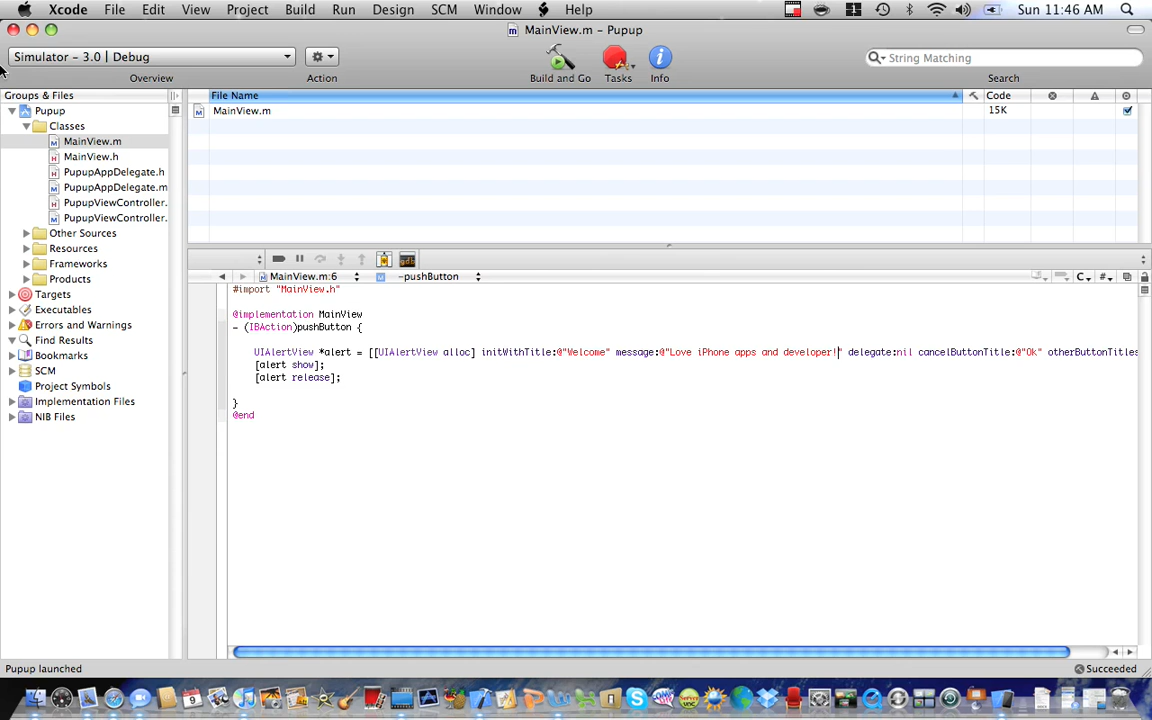 Xcode File Edit View Project Build Run Design SCM Window Help Sun 11:46 AM
MainView.m – Pupup
Simulator – 3.0 | Debug String Matching
Overview Action Build and Go Tasks Info Search
Groups & Files File Name Code
Pupup MainView.m 15K
Classes
MainView.m
MainView.h
PupupAppDelegate.h
PupupAppDelegate.m
PupupViewController.
PupupViewController.
Other Sources
Resources
Frameworks
Products
Targets
Executables
Errors and Warnings
Find Results
Bookmarks
SCM
Project Symbols
Implementation Files
NIB Files
gdb
MainView.m:6 -pushButton C #
#import "MainView.h"
@implementation MainView
– (IBAction)pushButton {
UIAlertView *alert = [[UIAlertView alloc] initWithTitle:@"Welcome" message:@"Love iPhone apps and developer!" delegate:nil cancelButtonTitle:@"Ok" otherButtonTitles
[alert show];
[alert release];
}
@end
Pupup launched Succeeded